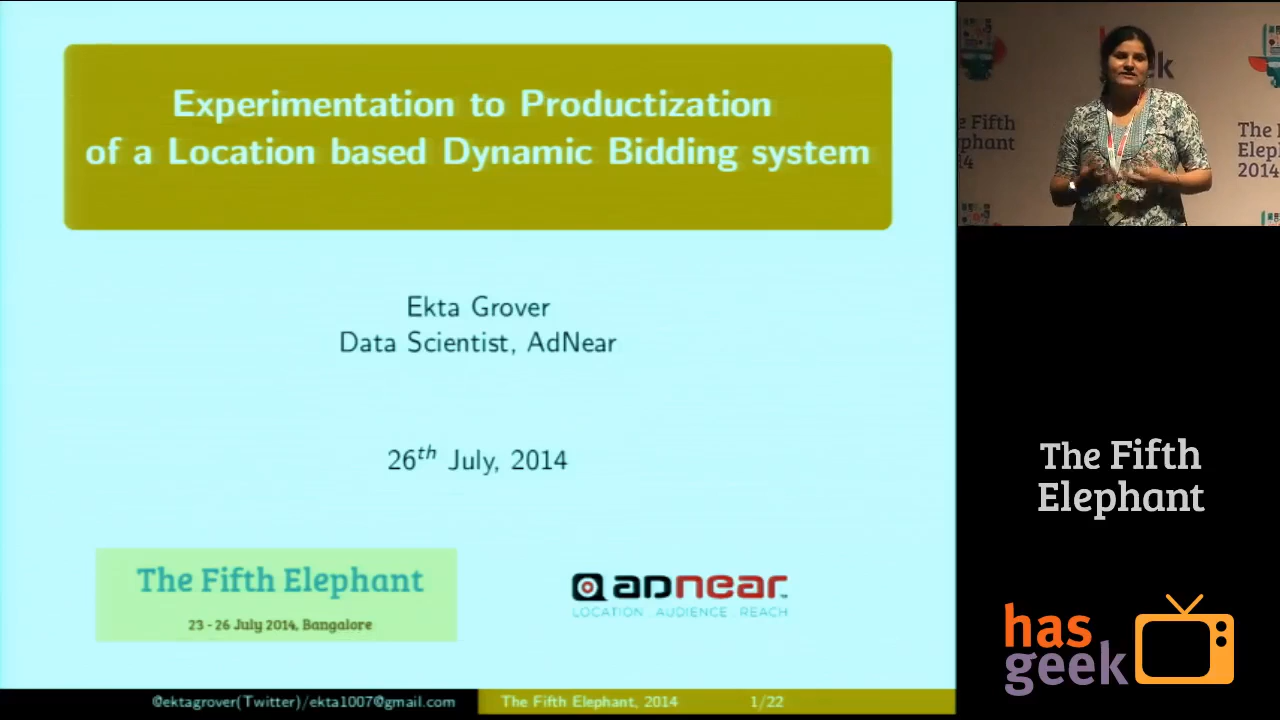 Experimentation to Productization
of a Location based Dynamic Bidding system
Ekta Grover
Data Scientist, AdNear
26th July, 2014
The Fifth Elephant
23 - 26 July 2014, Bangalore
adnear
LOCATION . AUDIENCE . REACH
@ektagrover(Twitter)/ekta1007@gmail.com
The Fifth Elephant, 2014
1/22
The Fifth
Elephant
has
geek